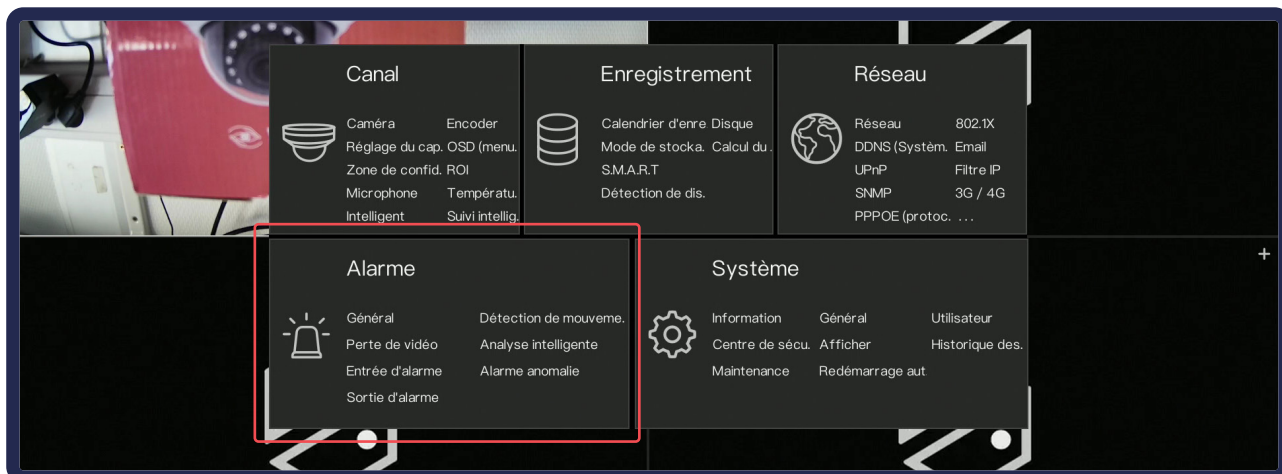 Canal
Caméra Encoder
Réglage du cap. OSD (menu.
Zone de confid. ROI
Microphone Températu.
Intelligent Suivi intellig.
Enregistrement
Calendrier d'enre Disque
Mode de stocka. Calcul du .
S.M.A.R.T
Détection de dis.
Réseau
Réseau 802.1X
DDNS (Systèm. Email
UPnP Filtre IP
SNMP 3G / 4G
PPPOE (protoc. ...
Alarme
Général Détection de mouveme.
Perte de vidéo Analyse intelligente
Entrée d'alarme Alarme anomalie
Sortie d'alarme
Système
Information Général Utilisateur
Centre de sécu. Afficher Historique des.
Maintenance Redémarrage aut.
+